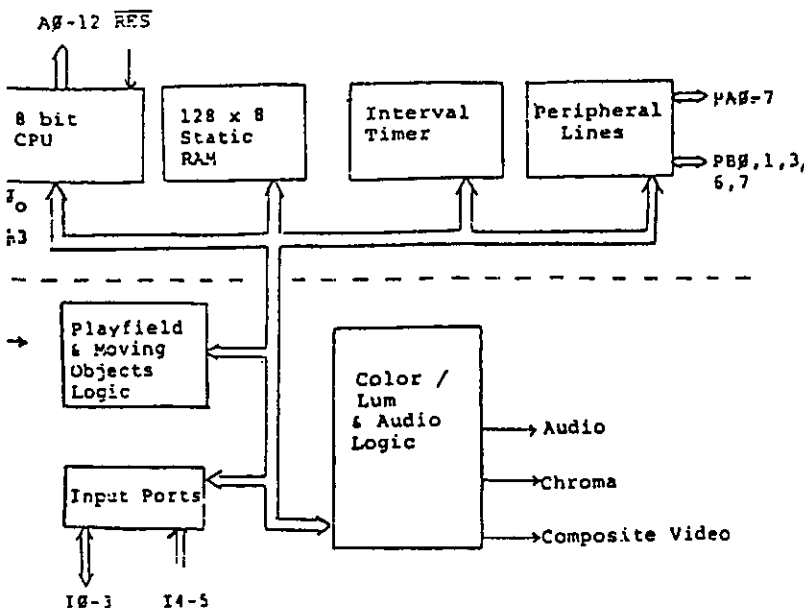 AØ-12 RES
8 bit
CPU
128 x 8
Static
RAM
Interval
Timer
Peripheral
Lines
PAØ-7
PBØ,1,3,
6,7
Playfield
& Moving
Objects
Logic
Color /
Lum
& Audio
Logic
Audio
Chroma
Composite Video
Input Ports
IØ-3 I4-5